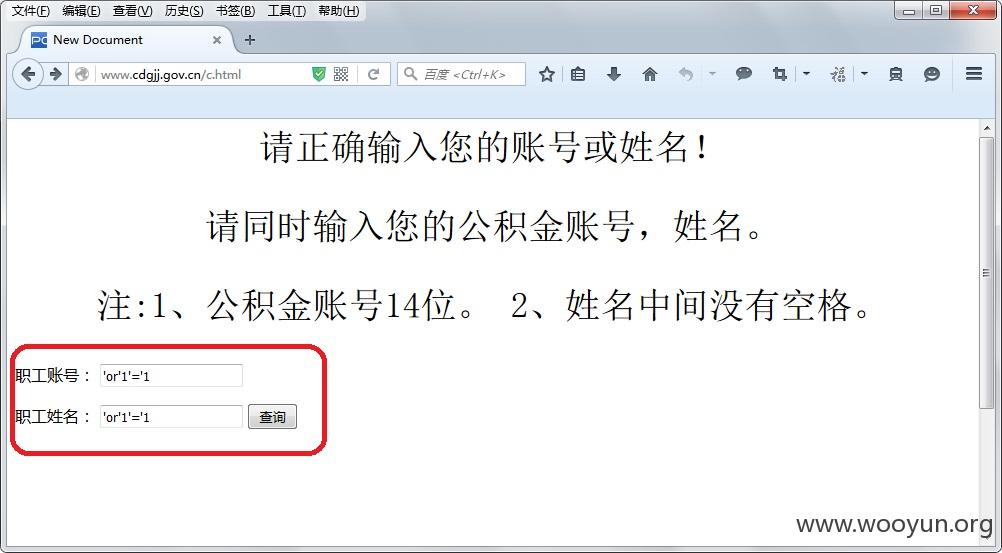 文件(F) 编辑(E) 查看(V) 历史(S) 书签(B) 工具(T) 帮助(H)
New Document
www.cdgjj.gov.cn/c.html
百度 <Ctrl+K>
请正确输入您的账号或姓名！
请同时输入您的公积金账号，姓名。
注:1、公积金账号14位。 2、姓名中间没有空格。
职工账号： 'or'1'='1
职工姓名： 'or'1'='1 查询
www.wooyun.org